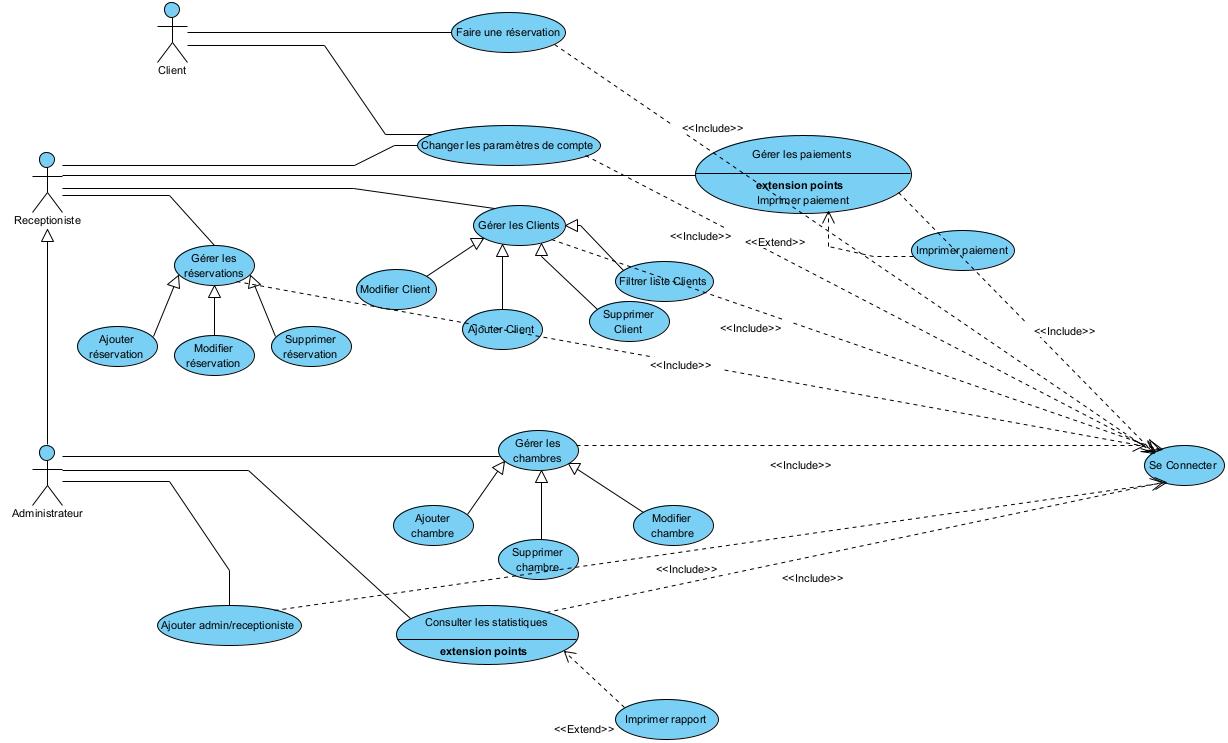 Faire une réservation
Client
<<Include>>
Changer les paramètres de compte
Gérer les paiements
extension points
Imprimer paiement
Receptioniste
Gérer les Clients
<<Include>>
<<Extend>>
Imprimer paiement
Gérer les
réservations
Modifier Client
Filtrer liste Clients
Supprimer
Client
Ajouter Client
<<Include>>
<<Include>>
Ajouter
réservation
Modifier
réservation
Supprimer
réservation
<<Include>>
Gérer les
chambres
<<Include>>
Se Connecter
Administrateur
Ajouter
chambre
Supprimer
chambre
Modifier
chambre
<<Include>>
<<Include>>
Ajouter admin/receptioniste
Consulter les statistiques
extension points
Imprimer rapport
<<Extend>>